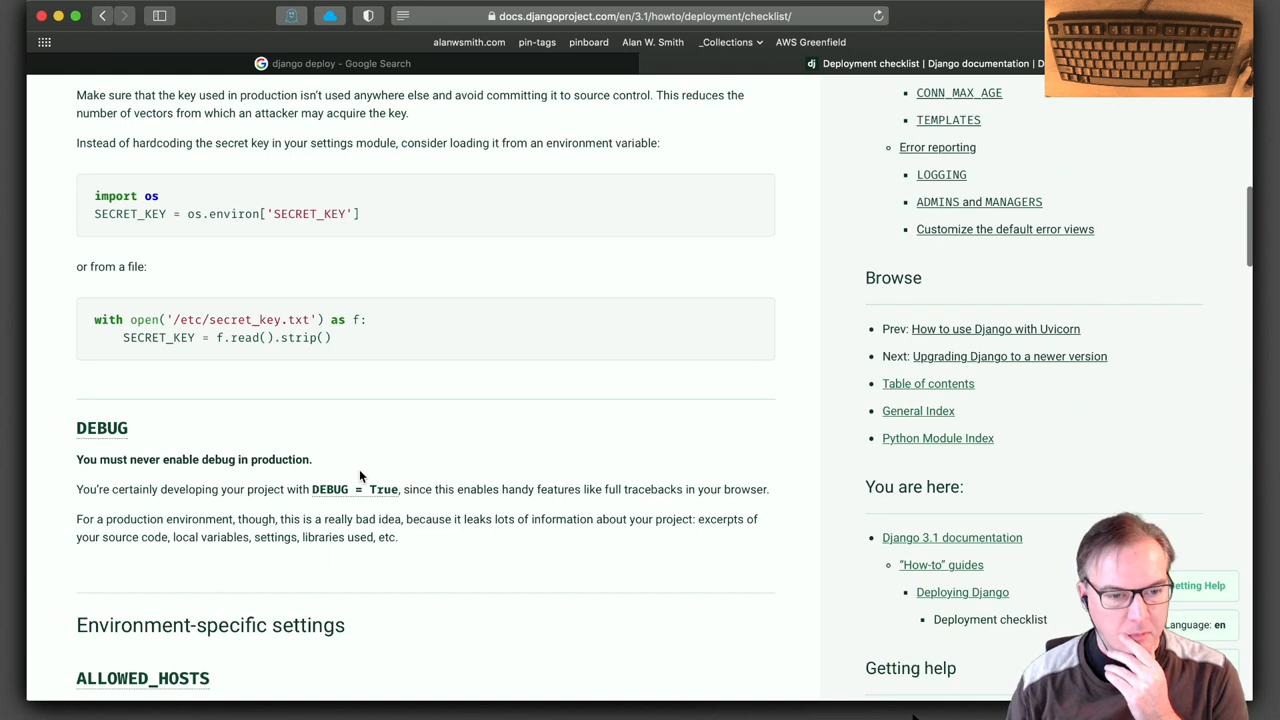 docs.djangoproject.com/en/3.1/howto/deployment/checklist/
alanwsmith.com
pin-tags
pinboard
Alan W. Smith
_Collections
AWS Greenfield
django deploy - Google Search
dj
Deployment checklist | Django documentation | D
Make sure that the key used in production isn't used anywhere else and avoid committing it to source control. This reduces the
number of vectors from which an attacker may acquire the key.
Instead of hardcoding the secret key in your settings module, consider loading it from an environment variable:
import os
SECRET_KEY = os.environ['SECRET_KEY']
or from a file:
with open('/etc/secret_key.txt') as f:
    SECRET_KEY = f.read().strip()
DEBUG
You must never enable debug in production.
You're certainly developing your project with DEBUG = True, since this enables handy features like full tracebacks in your browser.
For a production environment, though, this is a really bad idea, because it leaks lots of information about your project: excerpts of
your source code, local variables, settings, libraries used, etc.
Environment-specific settings
ALLOWED_HOSTS
CONN_MAX_AGE
TEMPLATES
Error reporting
LOGGING
ADMINS and MANAGERS
Customize the default error views
Browse
Prev: How to use Django with Uvicorn
Next: Upgrading Django to a newer version
Table of contents
General Index
Python Module Index
You are here:
Django 3.1 documentation
"How-to" guides
Deploying Django
Deployment checklist
Getting help
etting Help
Language: en